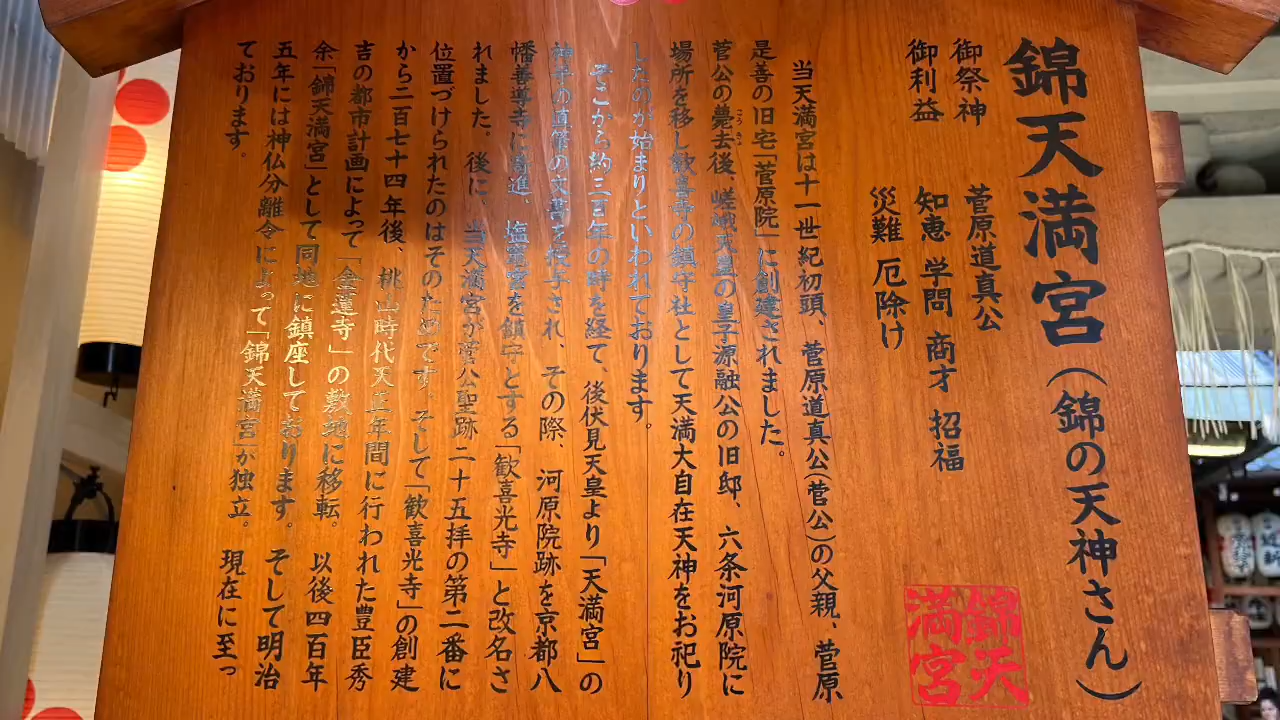 錦天満宮(錦の天神さん)
御祭神 菅原道真公
御利益 知恵 学問 商才 招福
災難 厄除け
錦天
満宮
当天満宮は十一世紀初頭、菅原道真公(菅公)の父親、菅原
是善の旧宅「菅原院」に創建されました。
菅公の薨去後、嵯峨天皇の皇子源融公の旧邸、六条河原院に
場所を移し歓喜寺の鎮守社として天満大自在天神をお祀り
したのが始まりといわれております。
そこから約三百年の時を経て、後伏見天皇より「天満宮」の
神号の直筆の文書を授与され、その際、河原院跡を京都八
幡善導寺に寄進、塩竈宮を鎮守とする「歓喜光寺」と改名さ
れました。後に、当天満宮が菅公聖跡二十五拝の第二番に
位置づけられたのはそのためです。そして「歓喜光寺」の創建
から二百七十四年後、桃山時代天正年間に行われた豊臣秀
吉の都市計画によって「金蓮寺」の敷地に移転。以後四百年
余「錦天満宮」として同地に鎮座しております。そして明治
五年には神仏分離令によって「錦天満宮」が独立。現在に至っ
ております。